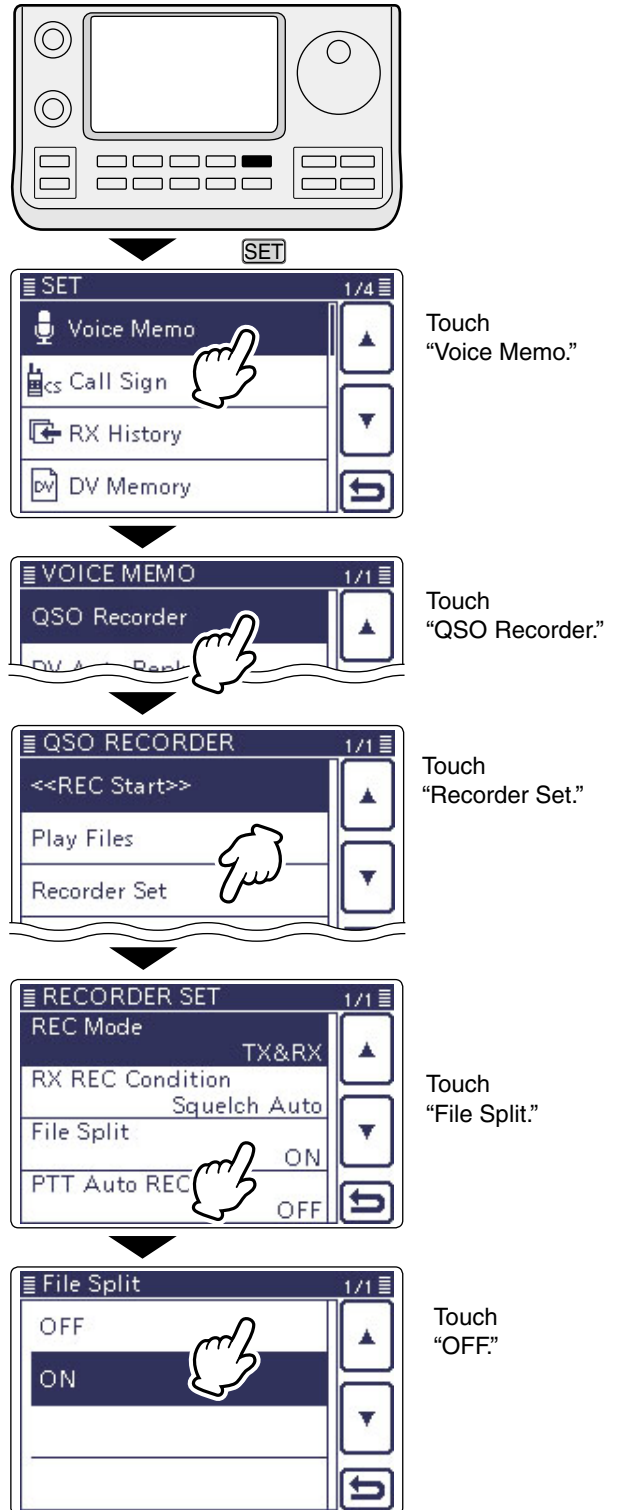 SET
SET 1/4
Voice Memo
CS Call Sign
RX History
DV DV Memory
Touch
“Voice Memo.”
VOICE MEMO 1/1
QSO Recorder
Touch
“QSO Recorder.”
QSO RECORDER 1/1
<<REC Start>>
Play Files
Recorder Set
Touch
“Recorder Set.”
RECORDER SET 1/1
REC Mode
TX&RX
RX REC Condition
Squelch Auto
File Split
ON
PTT Auto REC
OFF
Touch
“File Split.”
File Split 1/1
OFF
ON
Touch
“OFF.”